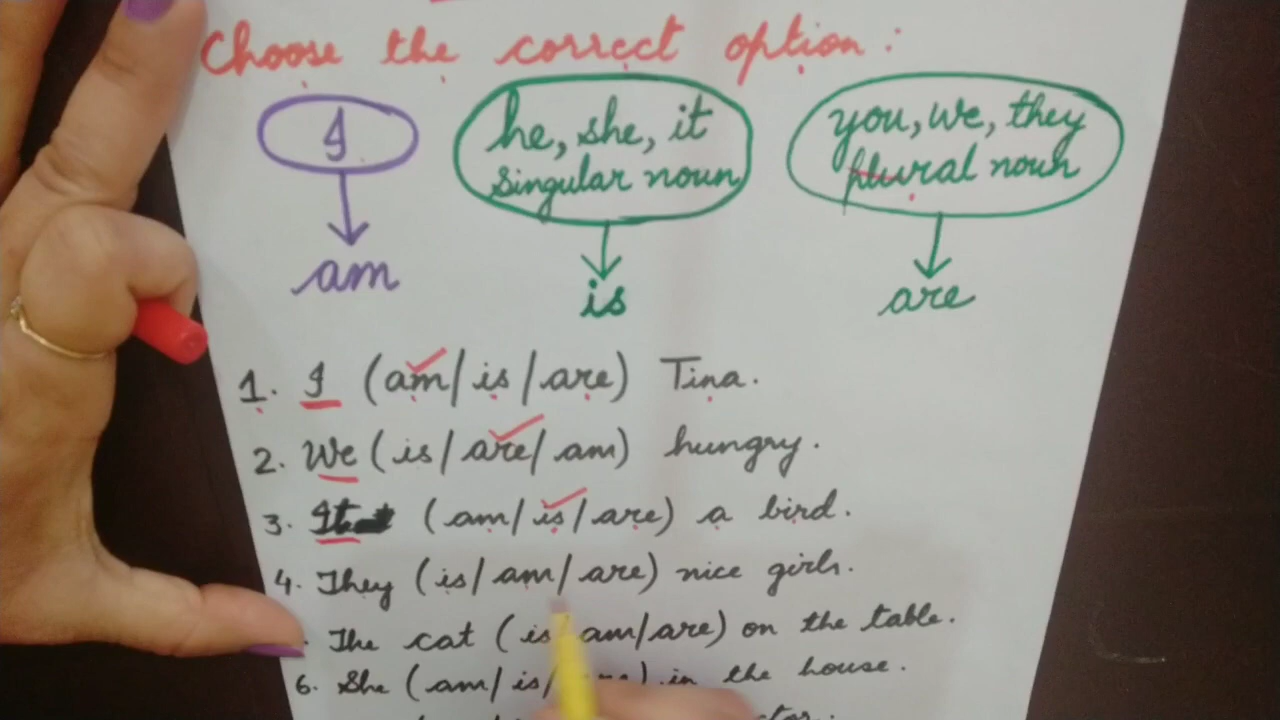 Choose the correct option :
I
he, she, it
singular noun
you, we, they
plural noun
am
is
are
1. I (am/is/are) Tina.
2. We (is/are/am) hungry.
3. It (am/is/are) a bird.
4. They (is/am/are) nice girls.
The cat (is/am/are) on the table.
6. She (am/is/ in the house.